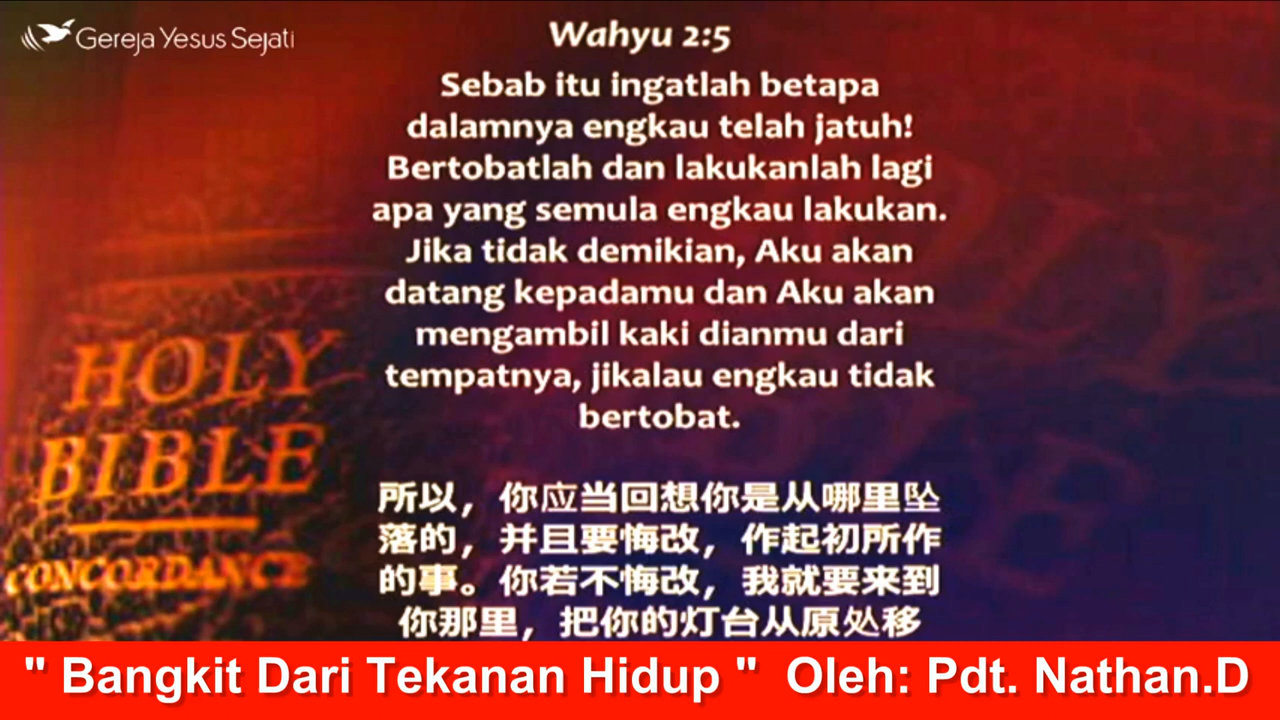 Gereja Yesus Sejati
Wahyu 2:5
Sebab itu ingatlah betapa
dalamnya engkau telah jatuh!
Bertobatlah dan lakukanlah lagi
apa yang semula engkau lakukan.
Jika tidak demikian, Aku akan
datang kepadamu dan Aku akan
mengambil kaki dianmu dari
tempatnya, jikalau engkau tidak
bertobat.
所以，你应当回想你是从哪里坠
落的，并且要悔改，作起初所作
的事。你若不悔改，我就要来到
你那里，把你的灯台从原处移
HOLY
BIBLE
CONCORDANCE
" Bangkit Dari Tekanan Hidup " Oleh: Pdt. Nathan.D